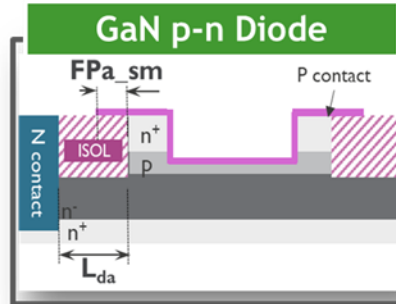 GaN p-n Diode
FPa_sm
P contact
N contact
ISOL
n+
p
n-
n+
Lda